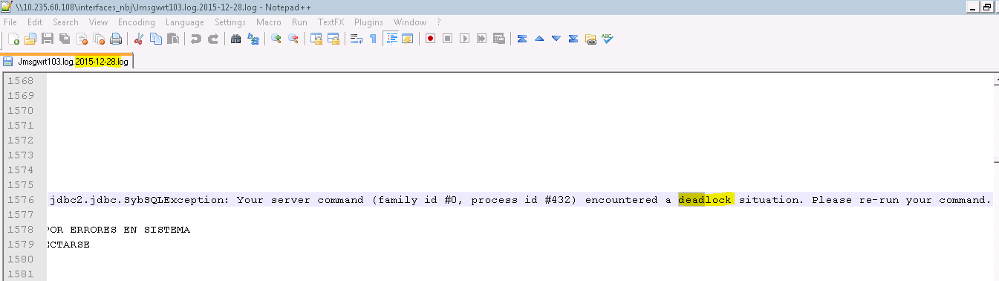 \\10.235.60.108\interfaces_nbj\Jmsgwrt103.log.2015-12-28.log - Notepad++
File Edit Search View Encoding Language Settings Macro Run TextFX Plugins Window ?
Jmsgwrt103.log.2015-12-28.log
1568
1569
1570
1571
1572
1573
1574
1575
1576 jdbc2.jdbc.SybSQLException: Your server command (family id #0, process id #432) encountered a deadlock situation. Please re-run your command.
1577
1578 POR ERRORES EN SISTEMA
1579 CTARSE
1580
1581